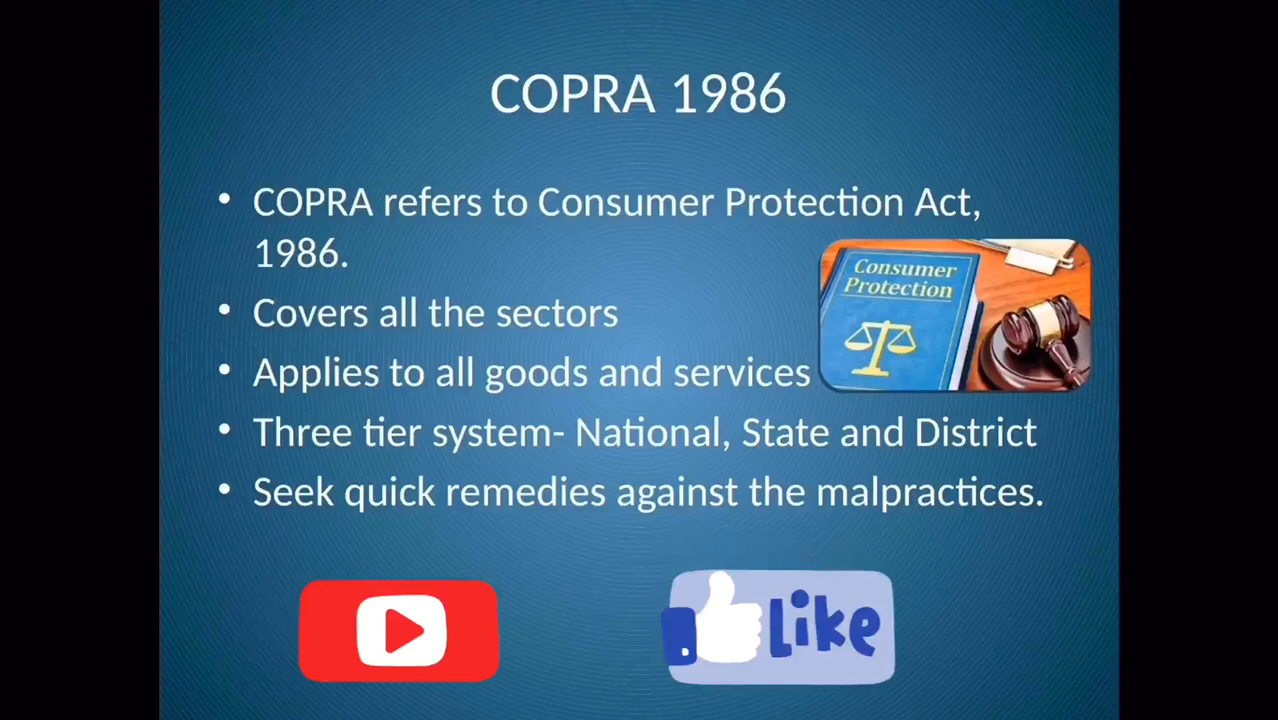 COPRA 1986
• COPRA refers to Consumer Protection Act,
1986.
• Covers all the sectors
• Applies to all goods and services
• Three tier system- National, State and District
• Seek quick remedies against the malpractices.
Consumer
Protection
Like